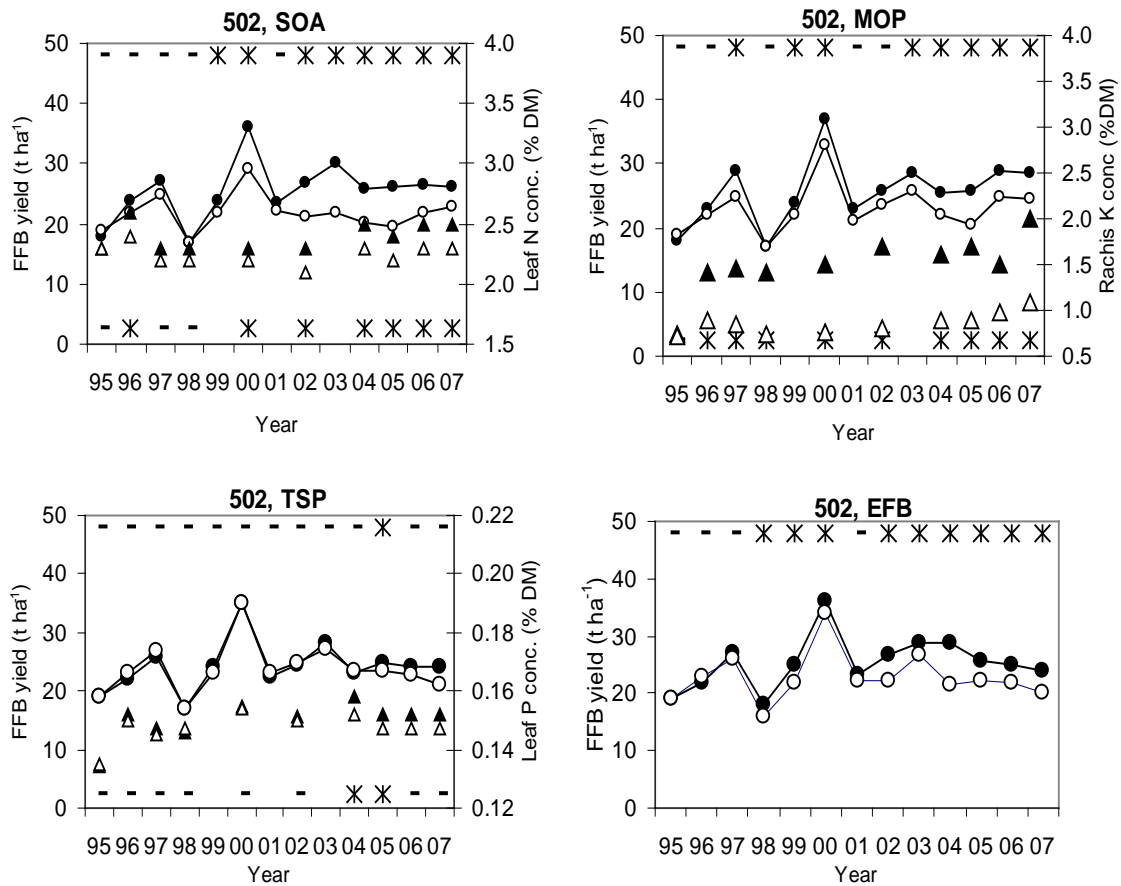 502, SOA
50
40
30
20
10
0
FFB yield (t ha⁻¹)
4.0
3.5
3.0
2.5
2.0
1.5
Leaf N conc. (% DM)
95 96 97 98 99 00 01 02 03 04 05 06 07
Year
502, MOP
50
40
30
20
10
0
FFB yield (t ha⁻¹)
4.0
3.5
3.0
2.5
2.0
1.5
1.0
0.5
Rachis K conc (%DM)
95 96 97 98 99 00 01 02 03 04 05 06 07
Year
502, TSP
50
40
30
20
10
0
FFB yield (t ha⁻¹)
0.22
0.20
0.18
0.16
0.14
0.12
Leaf P conc. (% DM)
95 96 97 98 99 00 01 02 03 04 05 06 07
Year
502, EFB
50
40
30
20
10
0
FFB yield (t ha⁻¹)
95 96 97 98 99 00 01 02 03 04 05 06 07
Year